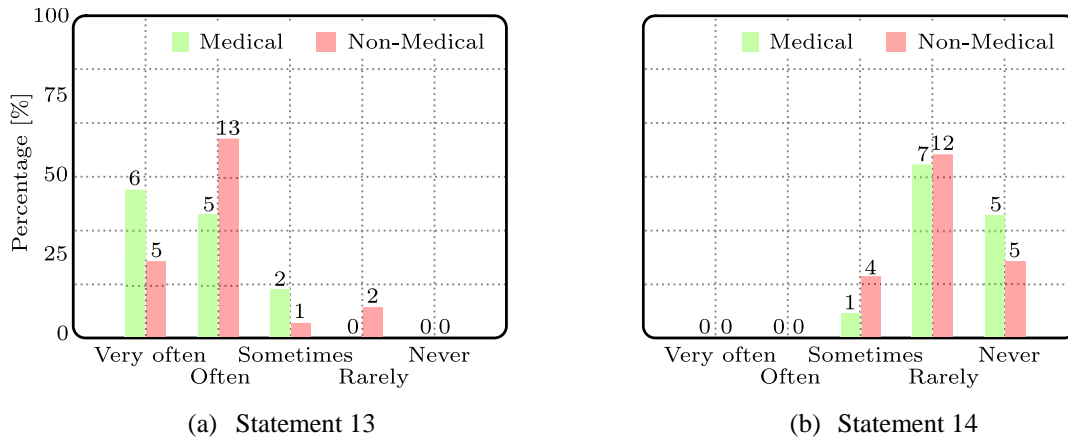 100
75
50
25
0
Percentage [%]
Medical Non-Medical
6 5 5 13 2 1 0 2 0 0
Very often Sometimes Never
Often Rarely
(a) Statement 13
Medical Non-Medical
0 0 0 0 1 4 7 12 5 5
Very often Sometimes Never
Often Rarely
(b) Statement 14